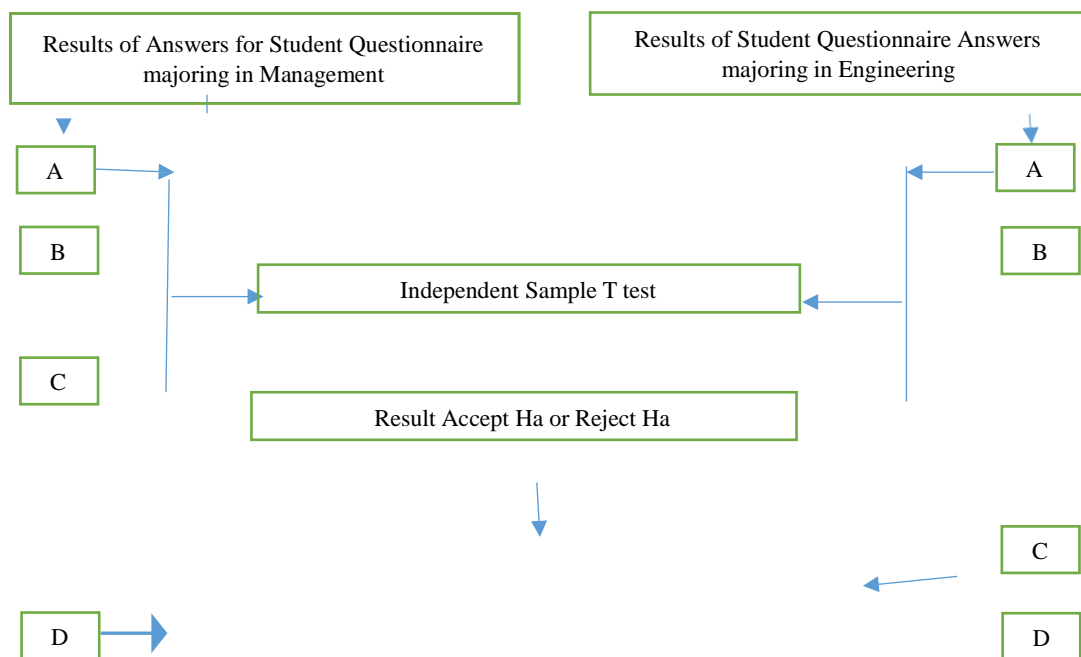 Results of Answers for Student Questionnaire
majoring in Management
Results of Student Questionnaire Answers
majoring in Engineering
A
A
B
B
Independent Sample T test
C
Result Accept Ha or Reject Ha
C
D
D